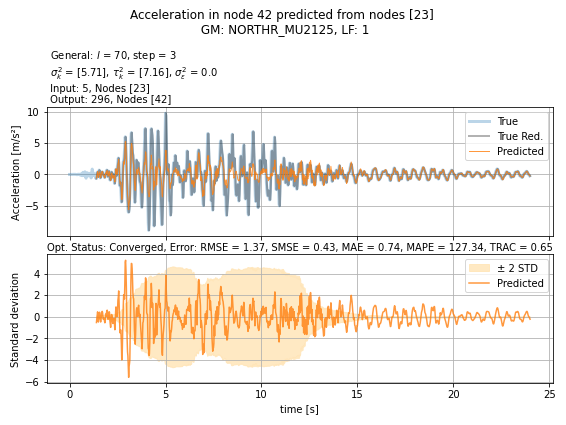 Acceleration in node 42 predicted from nodes [23]
GM: NORTHR_MU2125, LF: 1
General: l = 70, step = 3
σ²ₖ = [5.71], τ²ₖ = [7.16], σ²ε = 0.0
Input: 5, Nodes [23]
Output: 296, Nodes [42]
Acceleration [m/s²]
10
5
0
−5
True
True Red.
Predicted
Opt. Status: Converged, Error: RMSE = 1.37, SMSE = 0.43, MAE = 0.74, MAPE = 127.34, TRAC = 0.65
Standard deviation
4
2
0
−2
−4
−6
± 2 STD
Predicted
0 5 10 15 20 25
time [s]